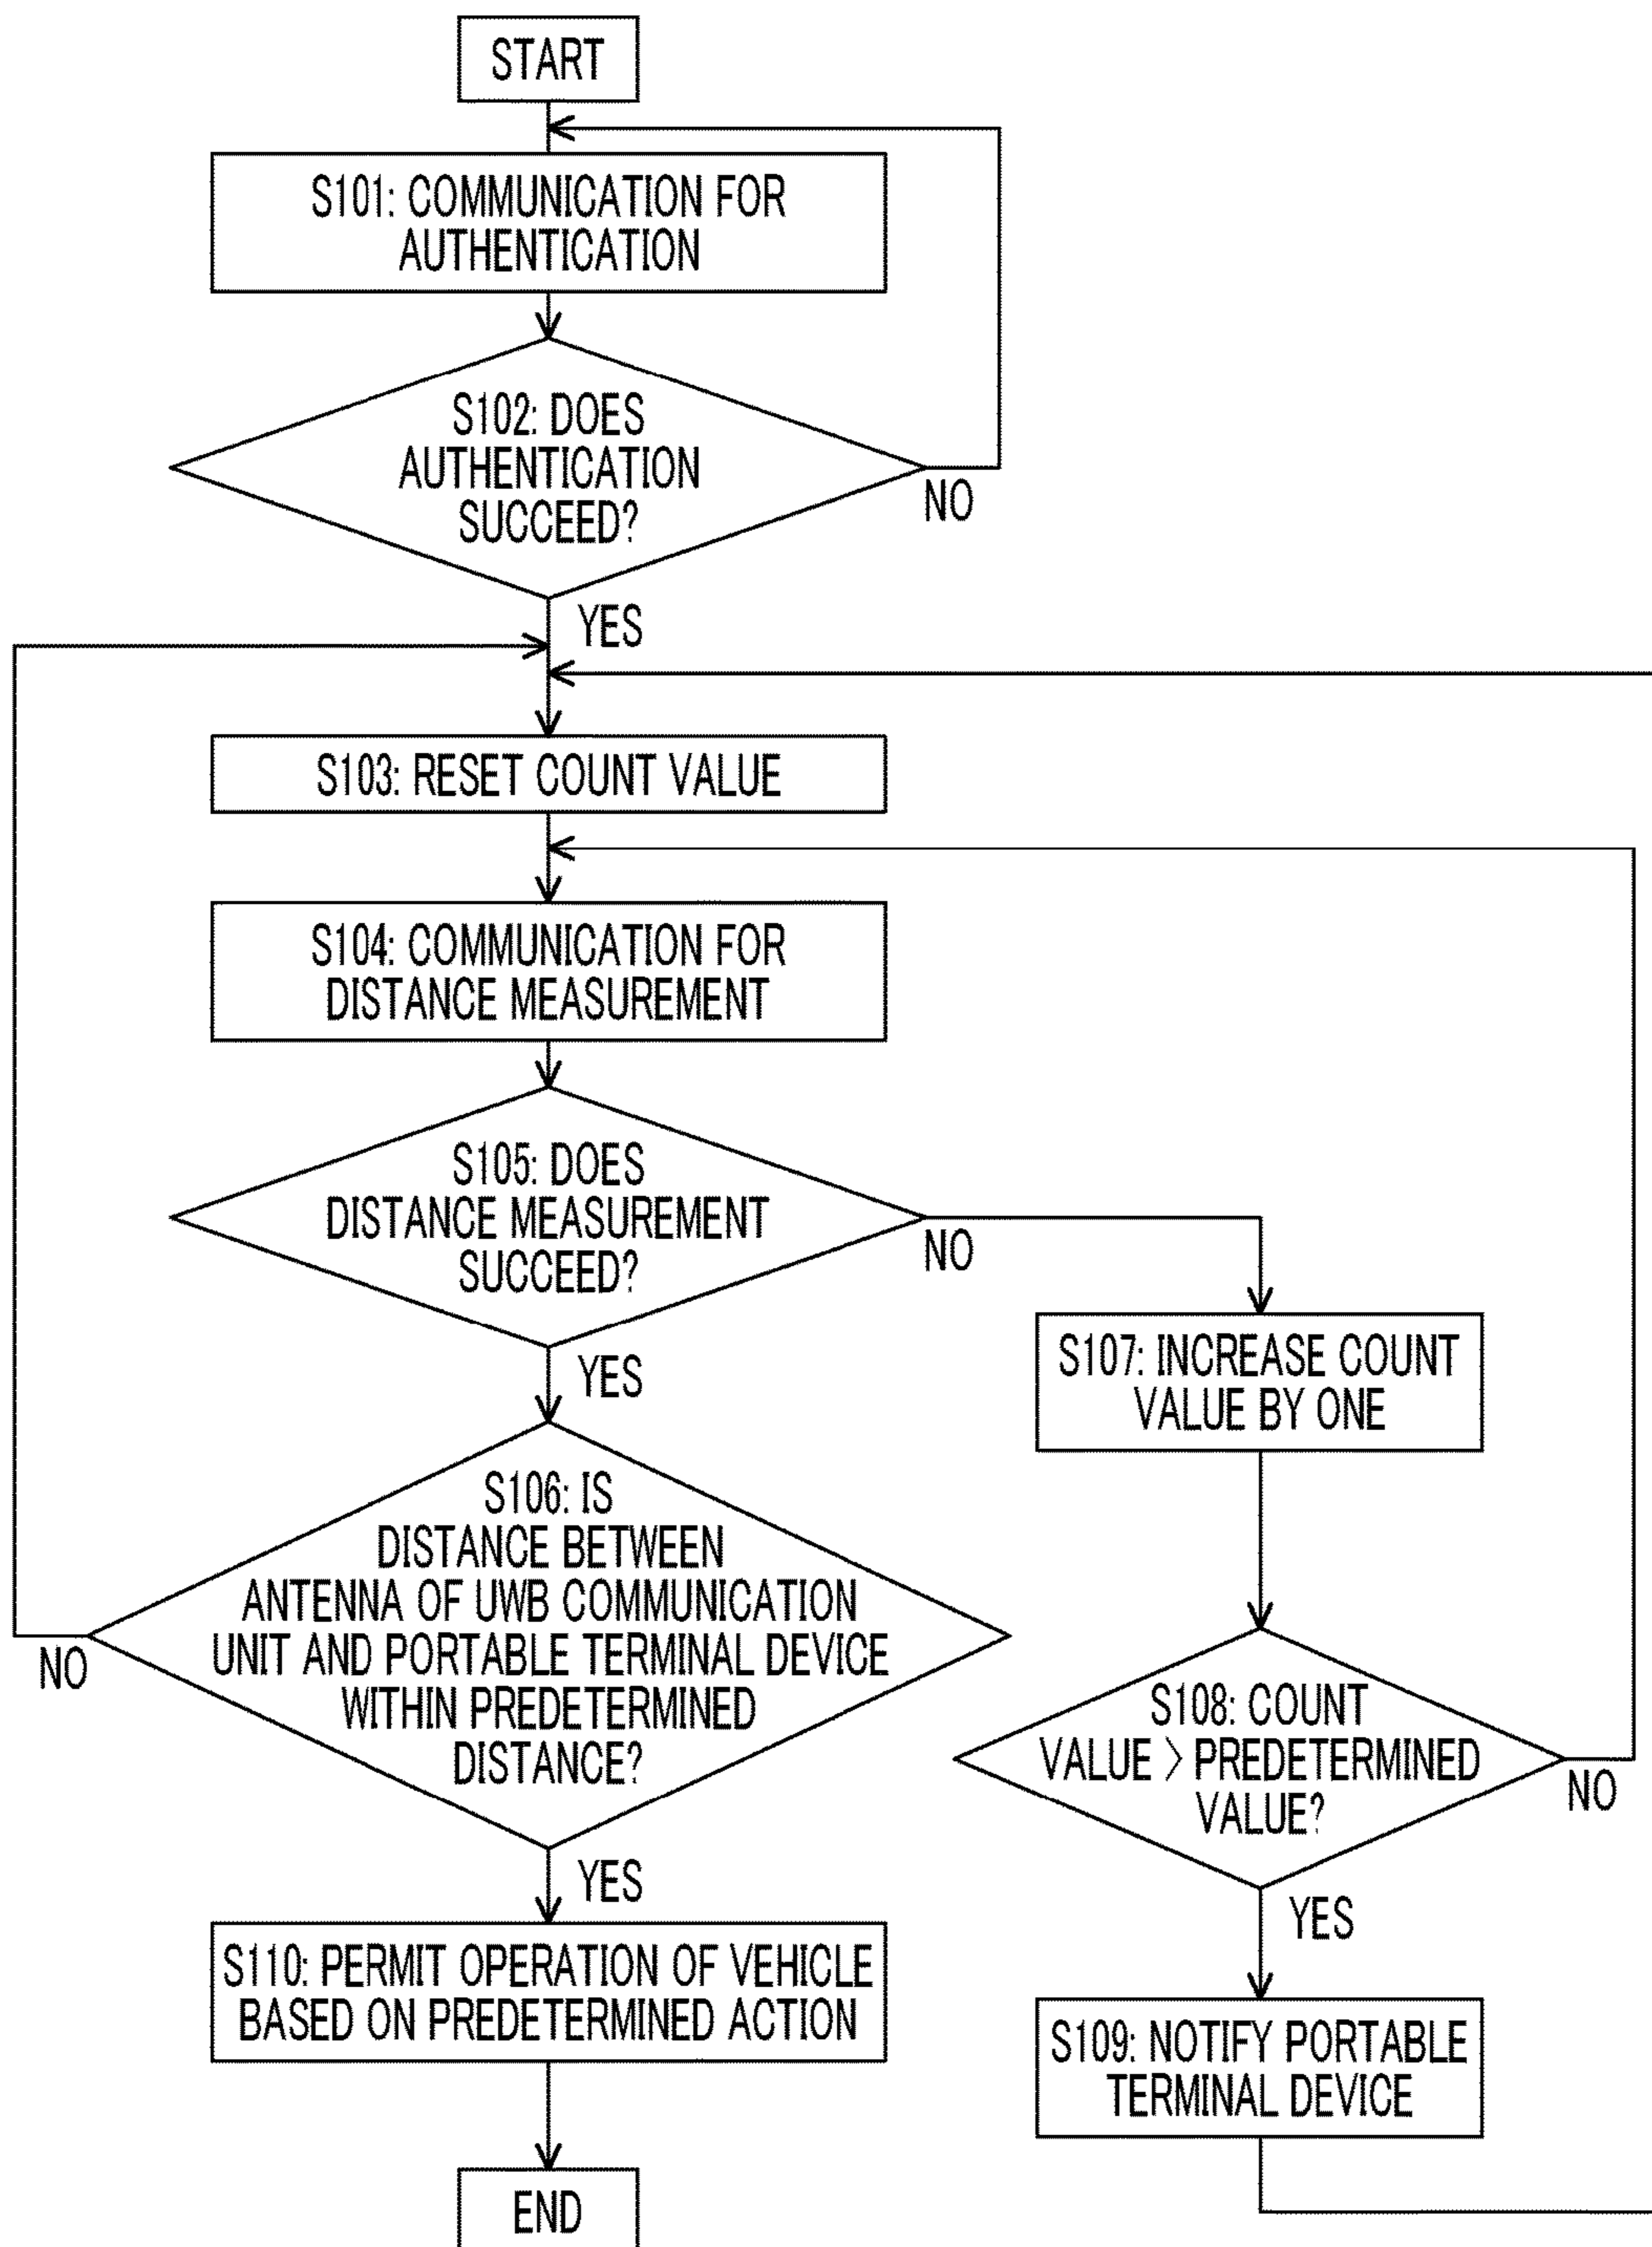 START
S101: COMMUNICATION FOR
AUTHENTICATION
S102: DOES
AUTHENTICATION
SUCCEED?
NO
YES
S103: RESET COUNT VALUE
S104: COMMUNICATION FOR
DISTANCE MEASUREMENT
S105: DOES
DISTANCE MEASUREMENT
SUCCEED?
NO
YES
S107: INCREASE COUNT
VALUE BY ONE
S106: IS
DISTANCE BETWEEN
ANTENNA OF UWB COMMUNICATION
UNIT AND PORTABLE TERMINAL DEVICE
WITHIN PREDETERMINED
DISTANCE?
NO
YES
S108: COUNT
VALUE > PREDETERMINED
VALUE?
NO
YES
S110: PERMIT OPERATION OF VEHICLE
BASED ON PREDETERMINED ACTION
S109: NOTIFY PORTABLE
TERMINAL DEVICE
END